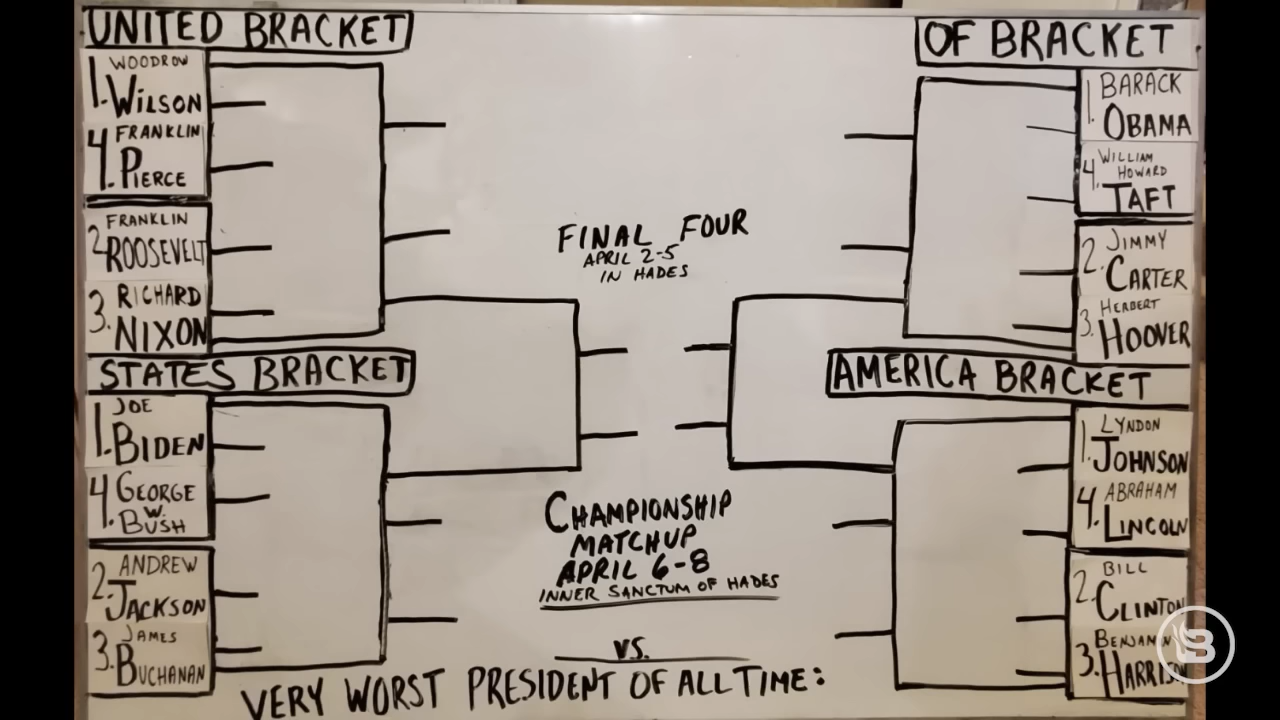 UNITED BRACKET
1. WOODROW
WILSON
4. FRANKLIN
PIERCE
2. FRANKLIN
ROOSEVELT
3. RICHARD
NIXON
STATES BRACKET
1. JOE
BIDEN
4. GEORGE
W.
BUSH
2. ANDREW
JACKSON
3. JAMES
BUCHANAN
FINAL FOUR
APRIL 2-5
IN HADES
CHAMPIONSHIP
MATCHUP
APRIL 6-8
INNER SANCTUM OF HADES
VS.
VERY WORST PRESIDENT OF ALL TIME:
OF BRACKET
1. BARACK
OBAMA
4. WILLIAM
HOWARD
TAFT
2. JIMMY
CARTER
3. HERBERT
HOOVER
AMERICA BRACKET
1. LYNDON
JOHNSON
4. ABRAHAM
LINCOLN
2. BILL
CLINTON
3. BENJAMIN
HARRISON
B